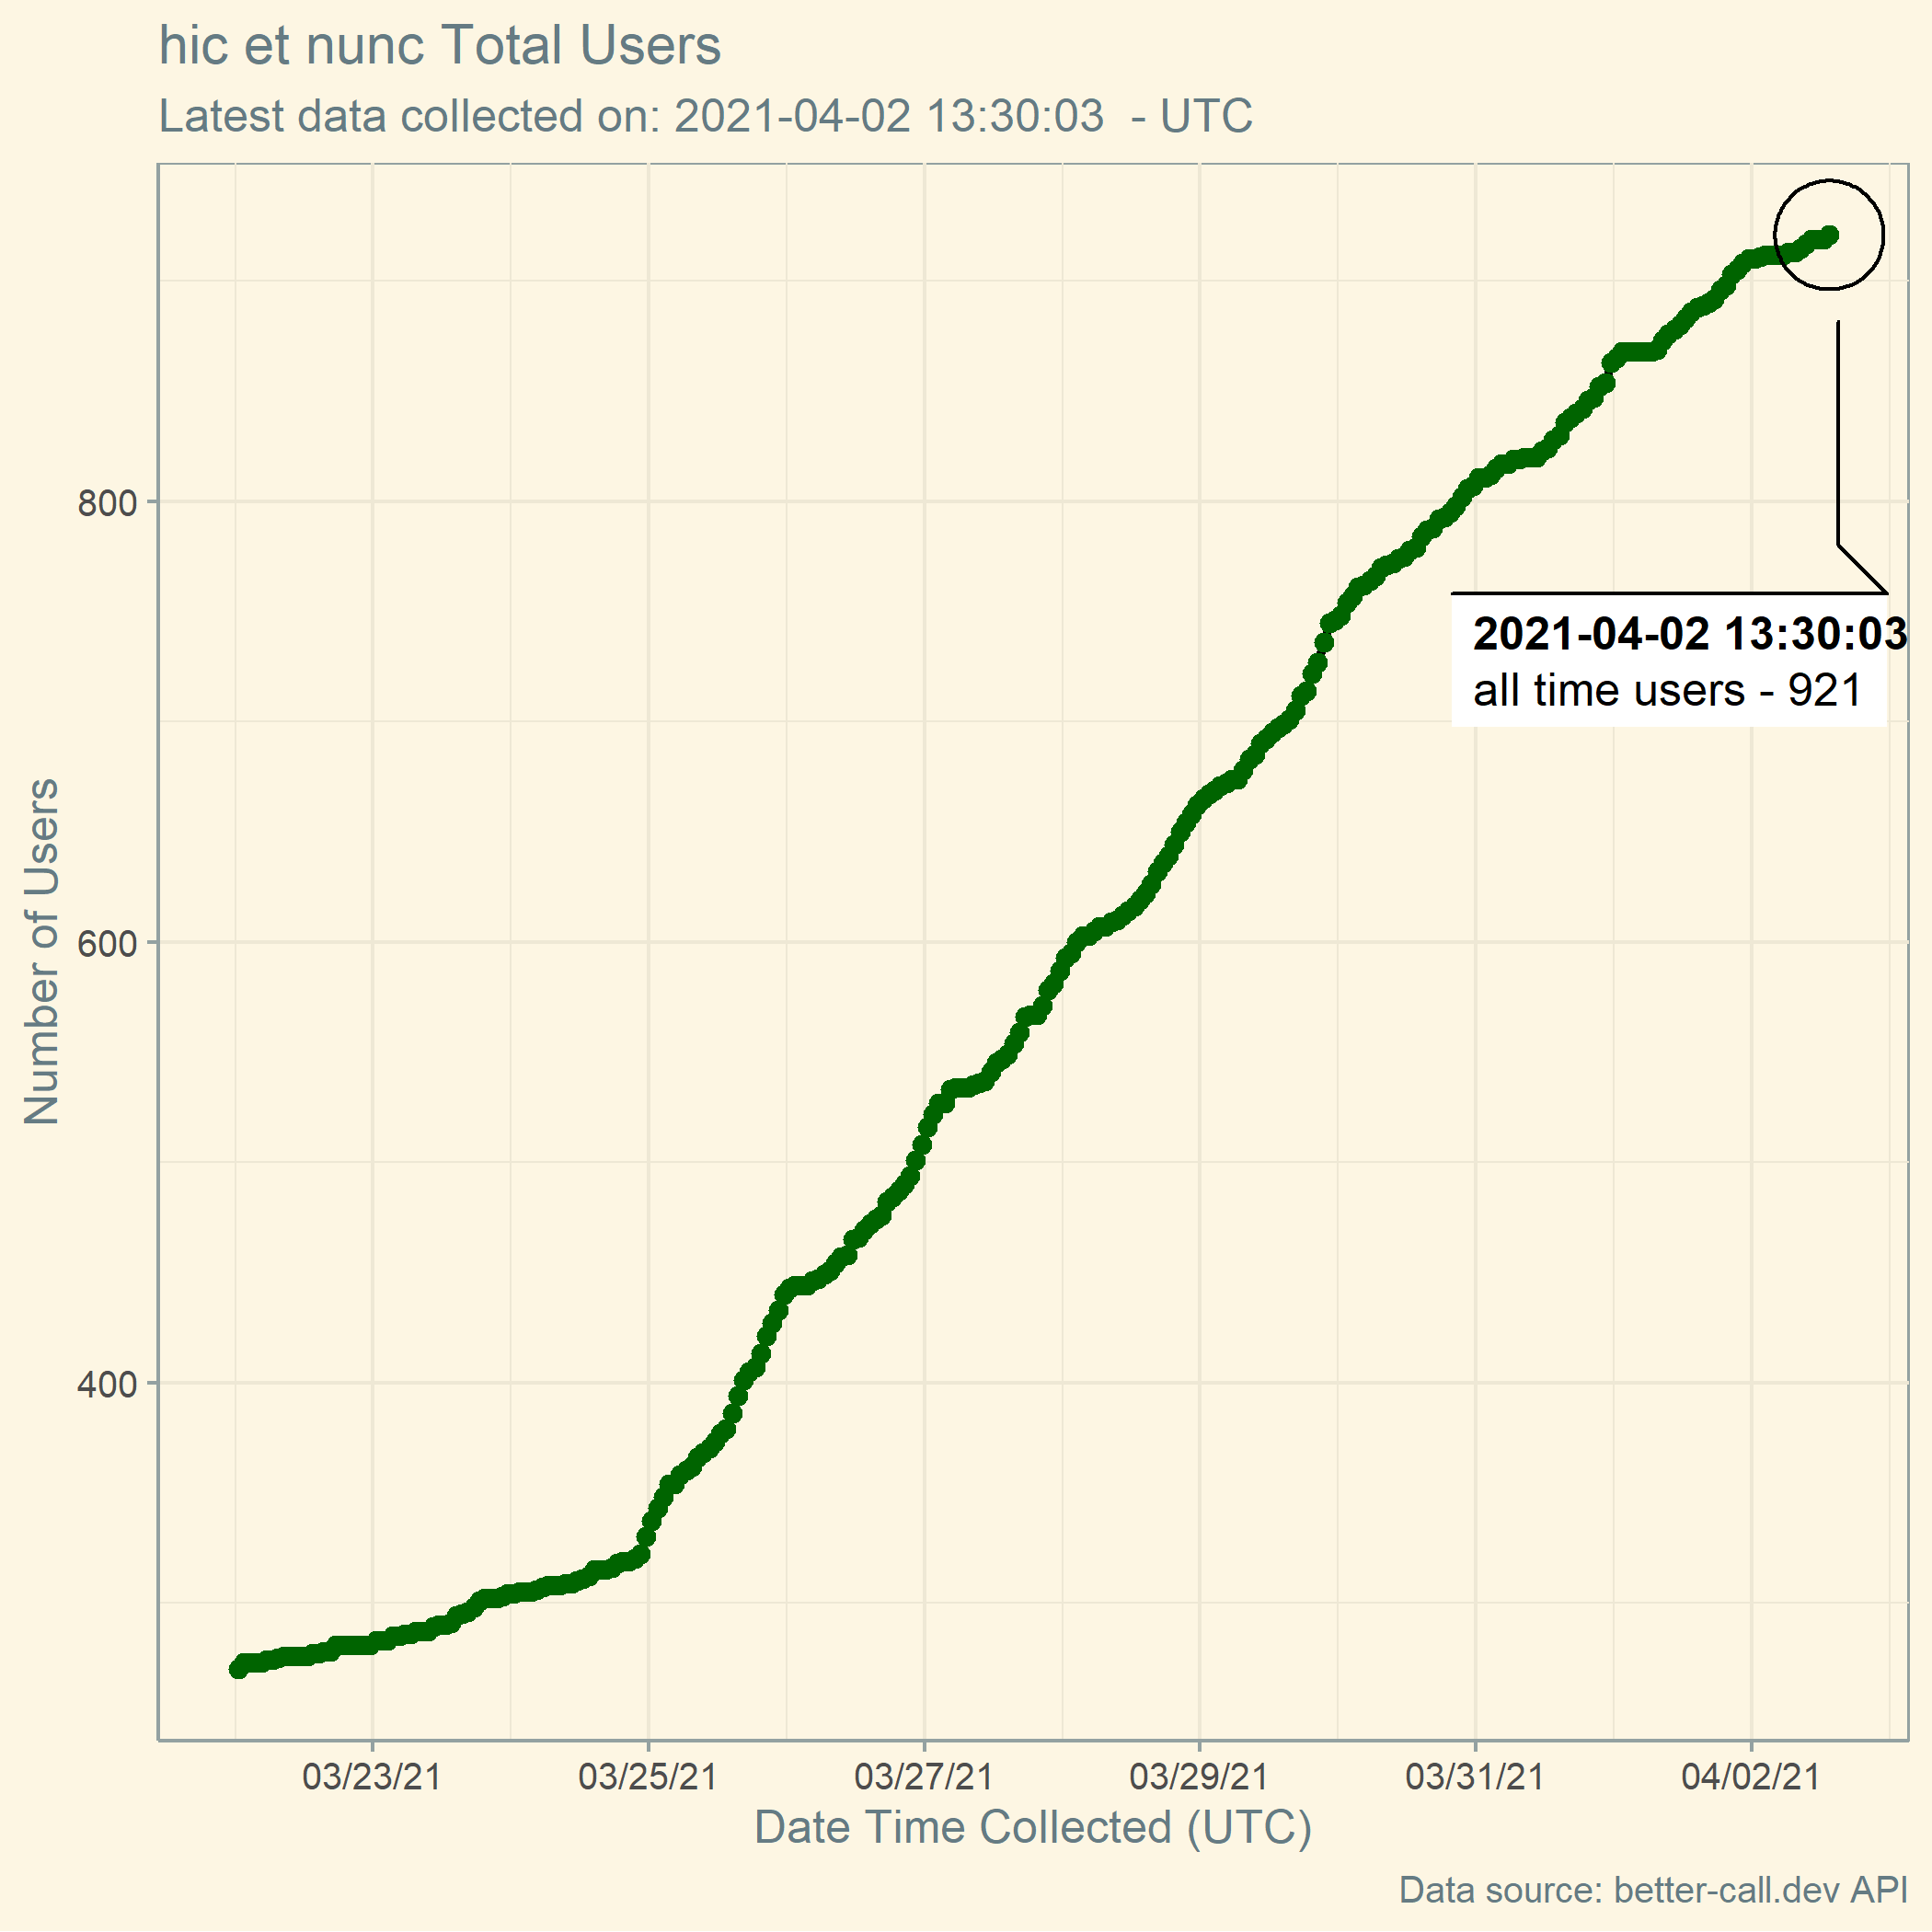 hic et nunc Total Users
Latest data collected on: 2021-04-02 13:30:03  - UTC
Number of Users
800
600
400
2021-04-02 13:30:03
all time users - 921
03/23/21
03/25/21
03/27/21
03/29/21
03/31/21
04/02/21
Date Time Collected (UTC)
Data source: better-call.dev API